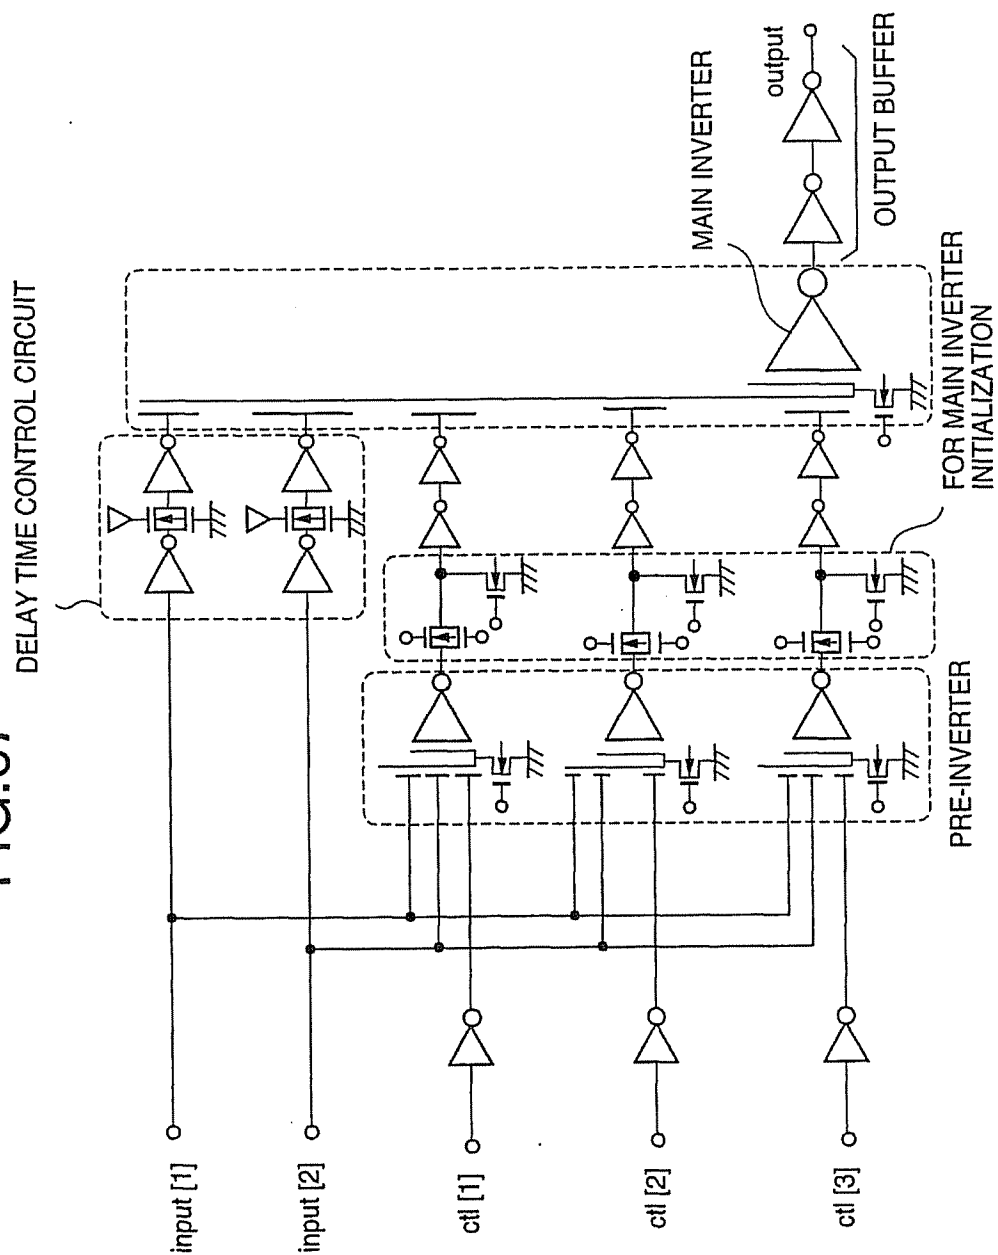 DELAY TIME CONTROL CIRCUIT
MAIN INVERTER
output
OUTPUT BUFFER
FOR MAIN INVERTER
INITIALIZATION
PRE-INVERTER
input [1]
input [2]
ctl [1]
ctl [2]
ctl [3]